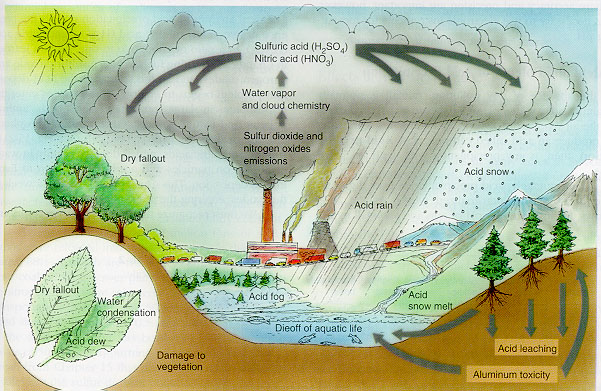 Sulfuric acid (H₂SO₄)
Nitric acid (HNO₃)
Water vapor
and cloud chemistry
Sulfur dioxide and
nitrogen oxides
emissions
Dry fallout
Acid snow
Acid rain
Dry fallout
Water
condensation
Acid dew
Acid fog
Acid
snow melt
Dieoff of aquatic life
Damage to
vegetation
Acid leaching
Aluminum toxicity